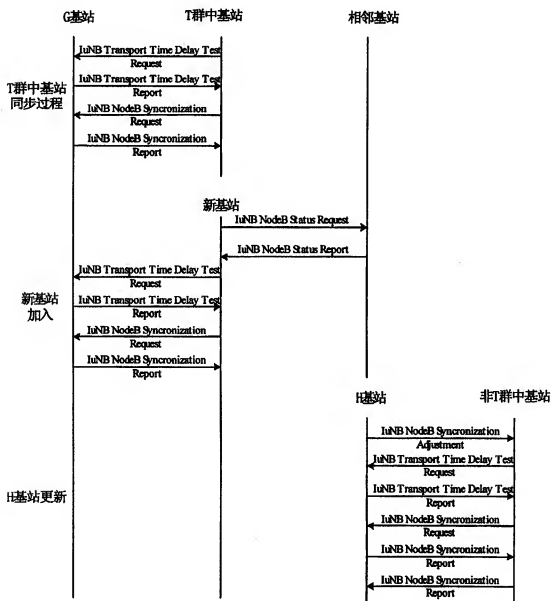 G基站
T群中基站
相邻基站
IuNB Transport Time Delay Test
Request
IuNB Transport Time Delay Test
Report
T群中基站
同步过程
IuNB NodeB Syncronization
Request
IuNB NodeB Syncronization
Report
新基站
IuNB NodeB Status Request
IuNB NodeB Status Report
IuNB Transport Time Delay Test
Request
新基站
加入
IuNB Transport Time Delay Test
Report
IuNB NodeB Syncronization
Request
IuNB NodeB Syncronization
Report
H基站
非T群中基站
IuNB NodeB Syncronization
Adjustment
IuNB Transport Time Delay Test
Request
H基站更新
IuNB Transport Time Delay Test
Report
IuNB NodeB Syncronization
Request
IuNB NodeB Syncronization
Report
IuNB NodeB Syncronization
Report